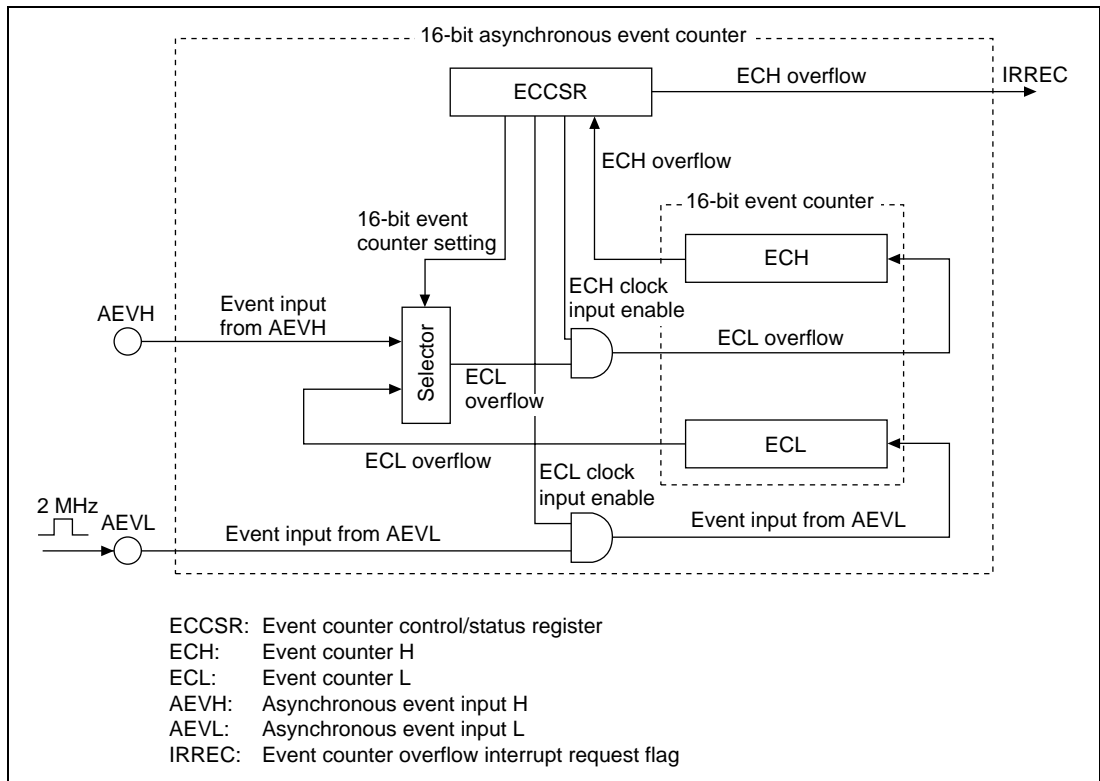 16-bit asynchronous event counter
ECCSR
ECH overflow
IRREC
ECH overflow
16-bit event counter
16-bit event
counter setting
ECH
ECH clock
input enable
AEVH
Event input
from AEVH
Selector
ECL overflow
ECL
overflow
ECL
ECL overflow
ECL clock
input enable
2 MHz
AEVL
Event input from AEVL
Event input from AEVL
ECCSR: Event counter control/status register
ECH: Event counter H
ECL: Event counter L
AEVH: Asynchronous event input H
AEVL: Asynchronous event input L
IRREC: Event counter overflow interrupt request flag